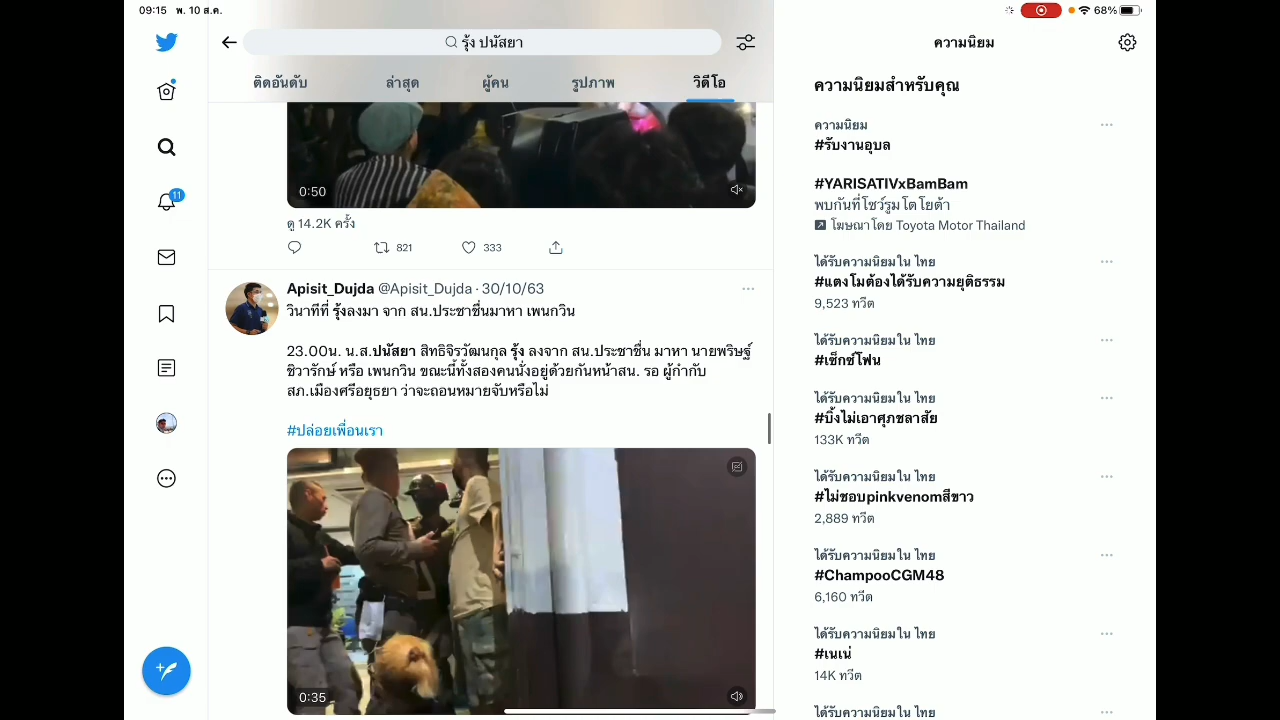 09:15 พ. 10 ส.ค.
68%
รุ้ง ปนัสยา
ติดอันดับ
ล่าสุด
ผู้คน
รูปภาพ
วิดีโอ
0:50
ดู 14.2K ครั้ง
821
333
Apisit_Dujda @Apisit_Dujda · 30/10/63
วินาทีที่ รุ้งลงมา จาก สน.ประชาชื่นมาหา เพนกวิน
23.00น. น.ส.ปนัสยา สิทธิจิรวัฒนกุล รุ้ง ลงจาก สน.ประชาชื่น มาหา นายพริษฐ์
ชิวารักษ์ หรือ เพนกวิน ขณะนี้ทั้งสองคนนั่งอยู่ด้วยกันหน้าสน. รอ ผู้กำกับ
สภ.เมืองศรีอยุธยา ว่าจะถอนหมายจับหรือไม่
#ปล่อยเพื่อนเรา
0:35
11
ความนิยม
ความนิยมสำหรับคุณ
ความนิยม
#รับงานอุบล
#YARISATIVxBamBam
พบกันที่โชว์รูมโตโยต้า
โฆษณาโดย Toyota Motor Thailand
ได้รับความนิยมใน ไทย
#แตงโมต้องได้รับความยุติธรรม
9,523 ทวีต
ได้รับความนิยมใน ไทย
#เซ็กซ์โฟน
ได้รับความนิยมใน ไทย
#บิ้งไม่เอาศุภชลาสัย
133K ทวีต
ได้รับความนิยมใน ไทย
#ไม่ชอบpinkvenomสีขาว
2,889 ทวีต
ได้รับความนิยมใน ไทย
#ChampooCGM48
6,160 ทวีต
ได้รับความนิยมใน ไทย
#เนเน่
14K ทวีต
ได้รับความนิยมใน ไทย